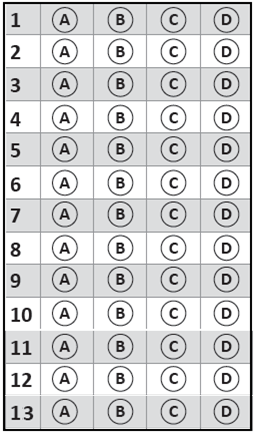 1 A B C D
2 A B C D
3 A B C D
4 A B C D
5 A B C D
6 A B C D
7 A B C D
8 A B C D
9 A B C D
10 A B C D
11 A B C D
12 A B C D
13 A B C D